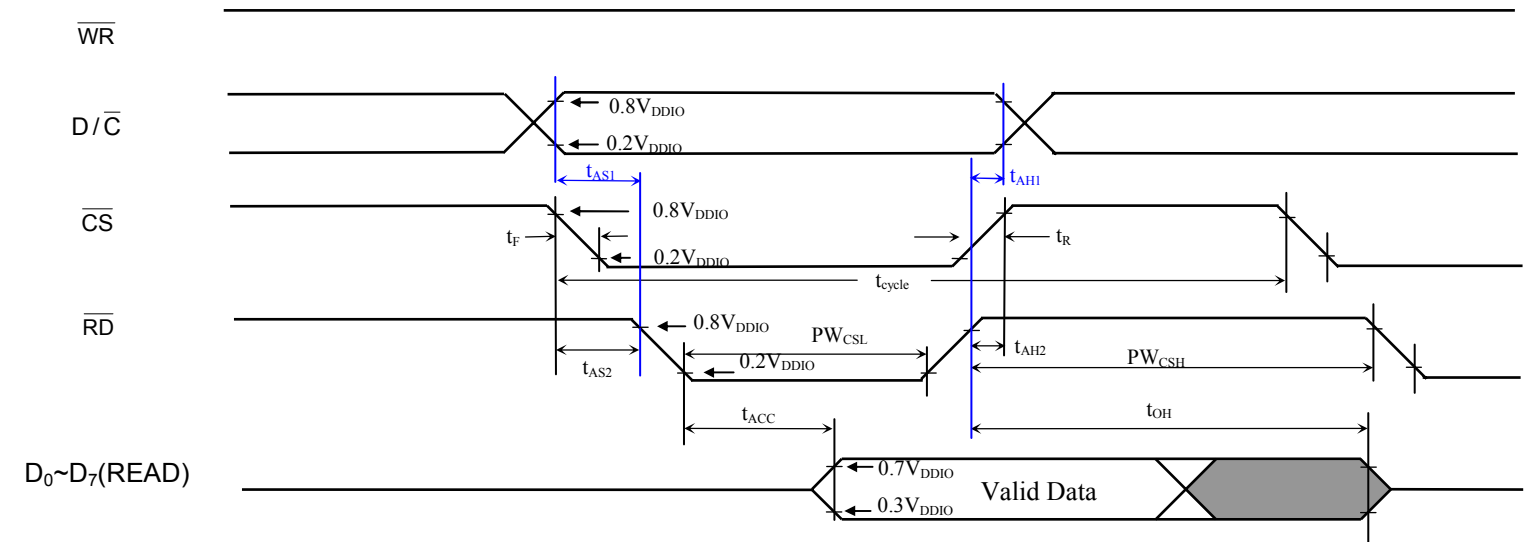 WR
D/C
0.8VDDIO
0.2VDDIO
tAS1
tAH1
CS
0.8VDDIO
tF
tR
0.2VDDIO
tcycle
RD
0.8VDDIO
PWCSL
0.2VDDIO
tAH2
PWCSH
tAS2
tACC
tOH
D0~D7(READ)
0.7VDDIO
Valid Data
0.3VDDIO